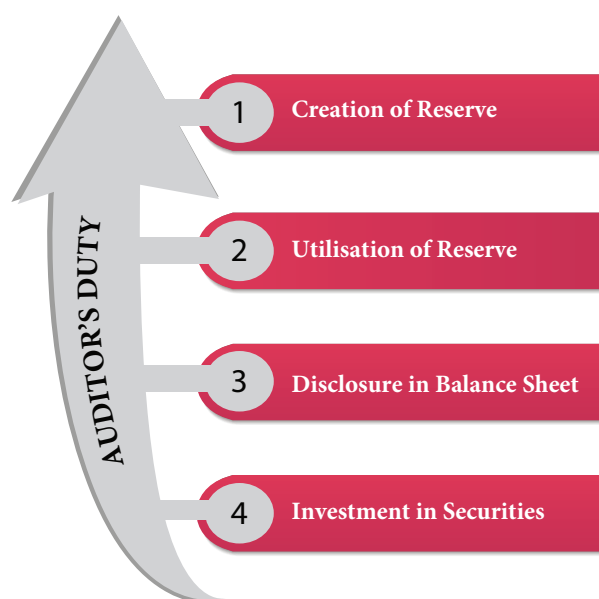 AUDITOR'S DUTY
1 Creation of Reserve
2 Utilisation of Reserve
3 Disclosure in Balance Sheet
4 Investment in Securities